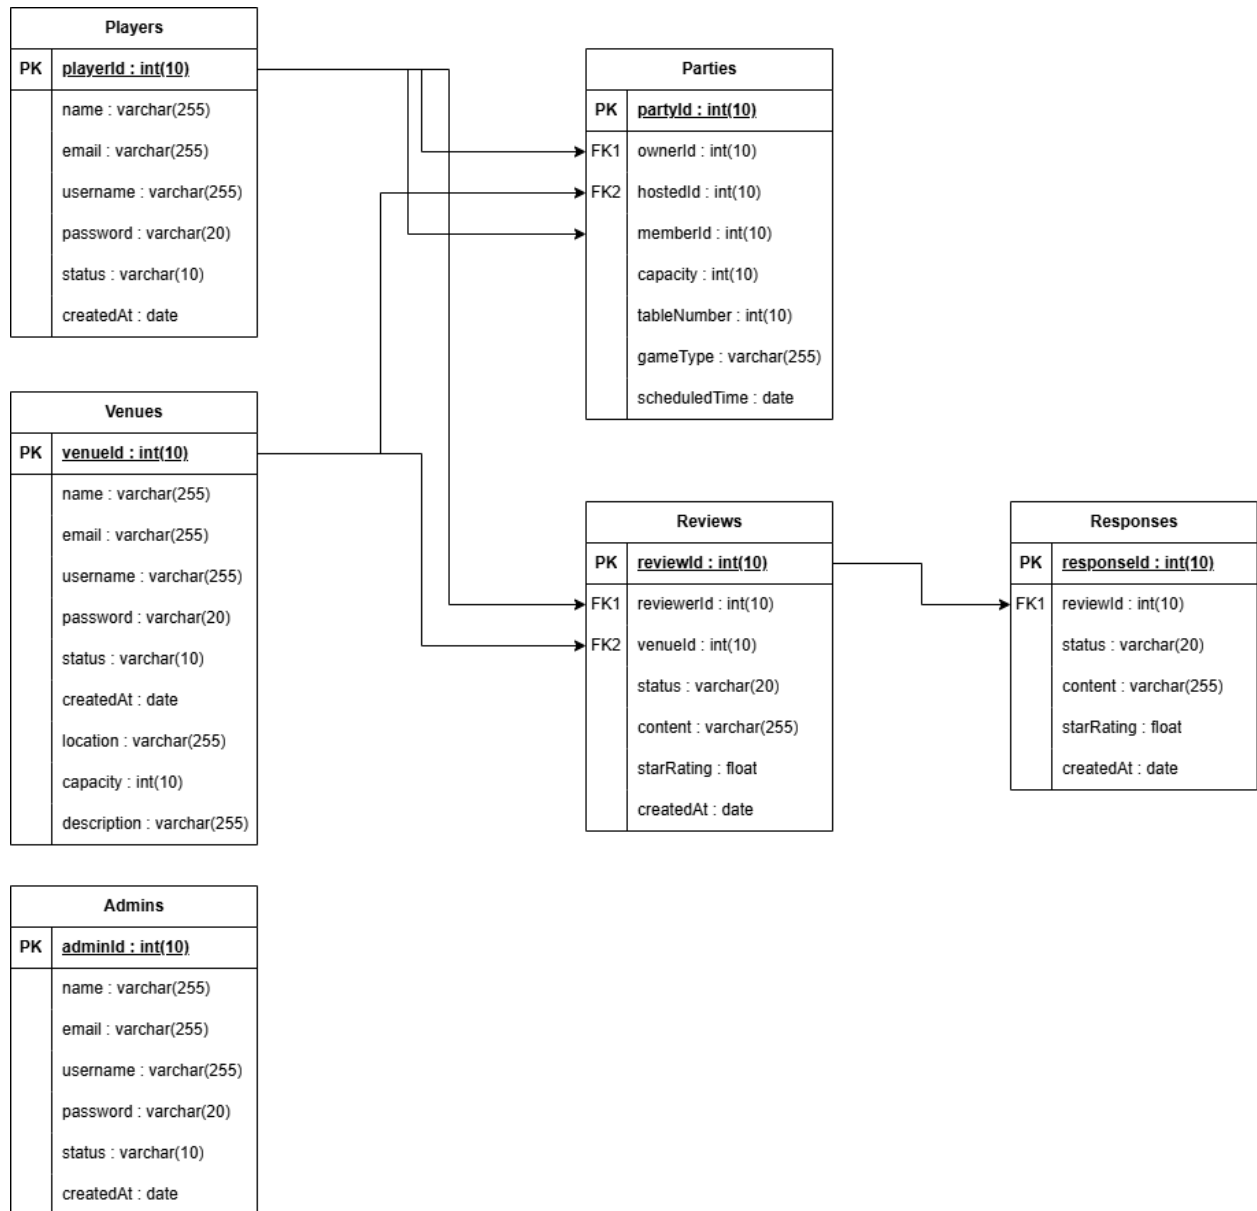 Players
PK playerId : int(10)
name : varchar(255)
email : varchar(255)
username : varchar(255)
password : varchar(20)
status : varchar(10)
createdAt : date
Parties
PK partyId : int(10)
FK1 ownerId : int(10)
FK2 hostedId : int(10)
memberId : int(10)
capacity : int(10)
tableNumber : int(10)
gameType : varchar(255)
scheduledTime : date
Venues
PK venueId : int(10)
name : varchar(255)
email : varchar(255)
username : varchar(255)
password : varchar(20)
status : varchar(10)
createdAt : date
location : varchar(255)
capacity : int(10)
description : varchar(255)
Reviews
PK reviewId : int(10)
FK1 reviewerId : int(10)
FK2 venueId : int(10)
status : varchar(20)
content : varchar(255)
starRating : float
createdAt : date
Responses
PK responseId : int(10)
FK1 reviewId : int(10)
status : varchar(20)
content : varchar(255)
starRating : float
createdAt : date
Admins
PK adminId : int(10)
name : varchar(255)
email : varchar(255)
username : varchar(255)
password : varchar(20)
status : varchar(10)
createdAt : date